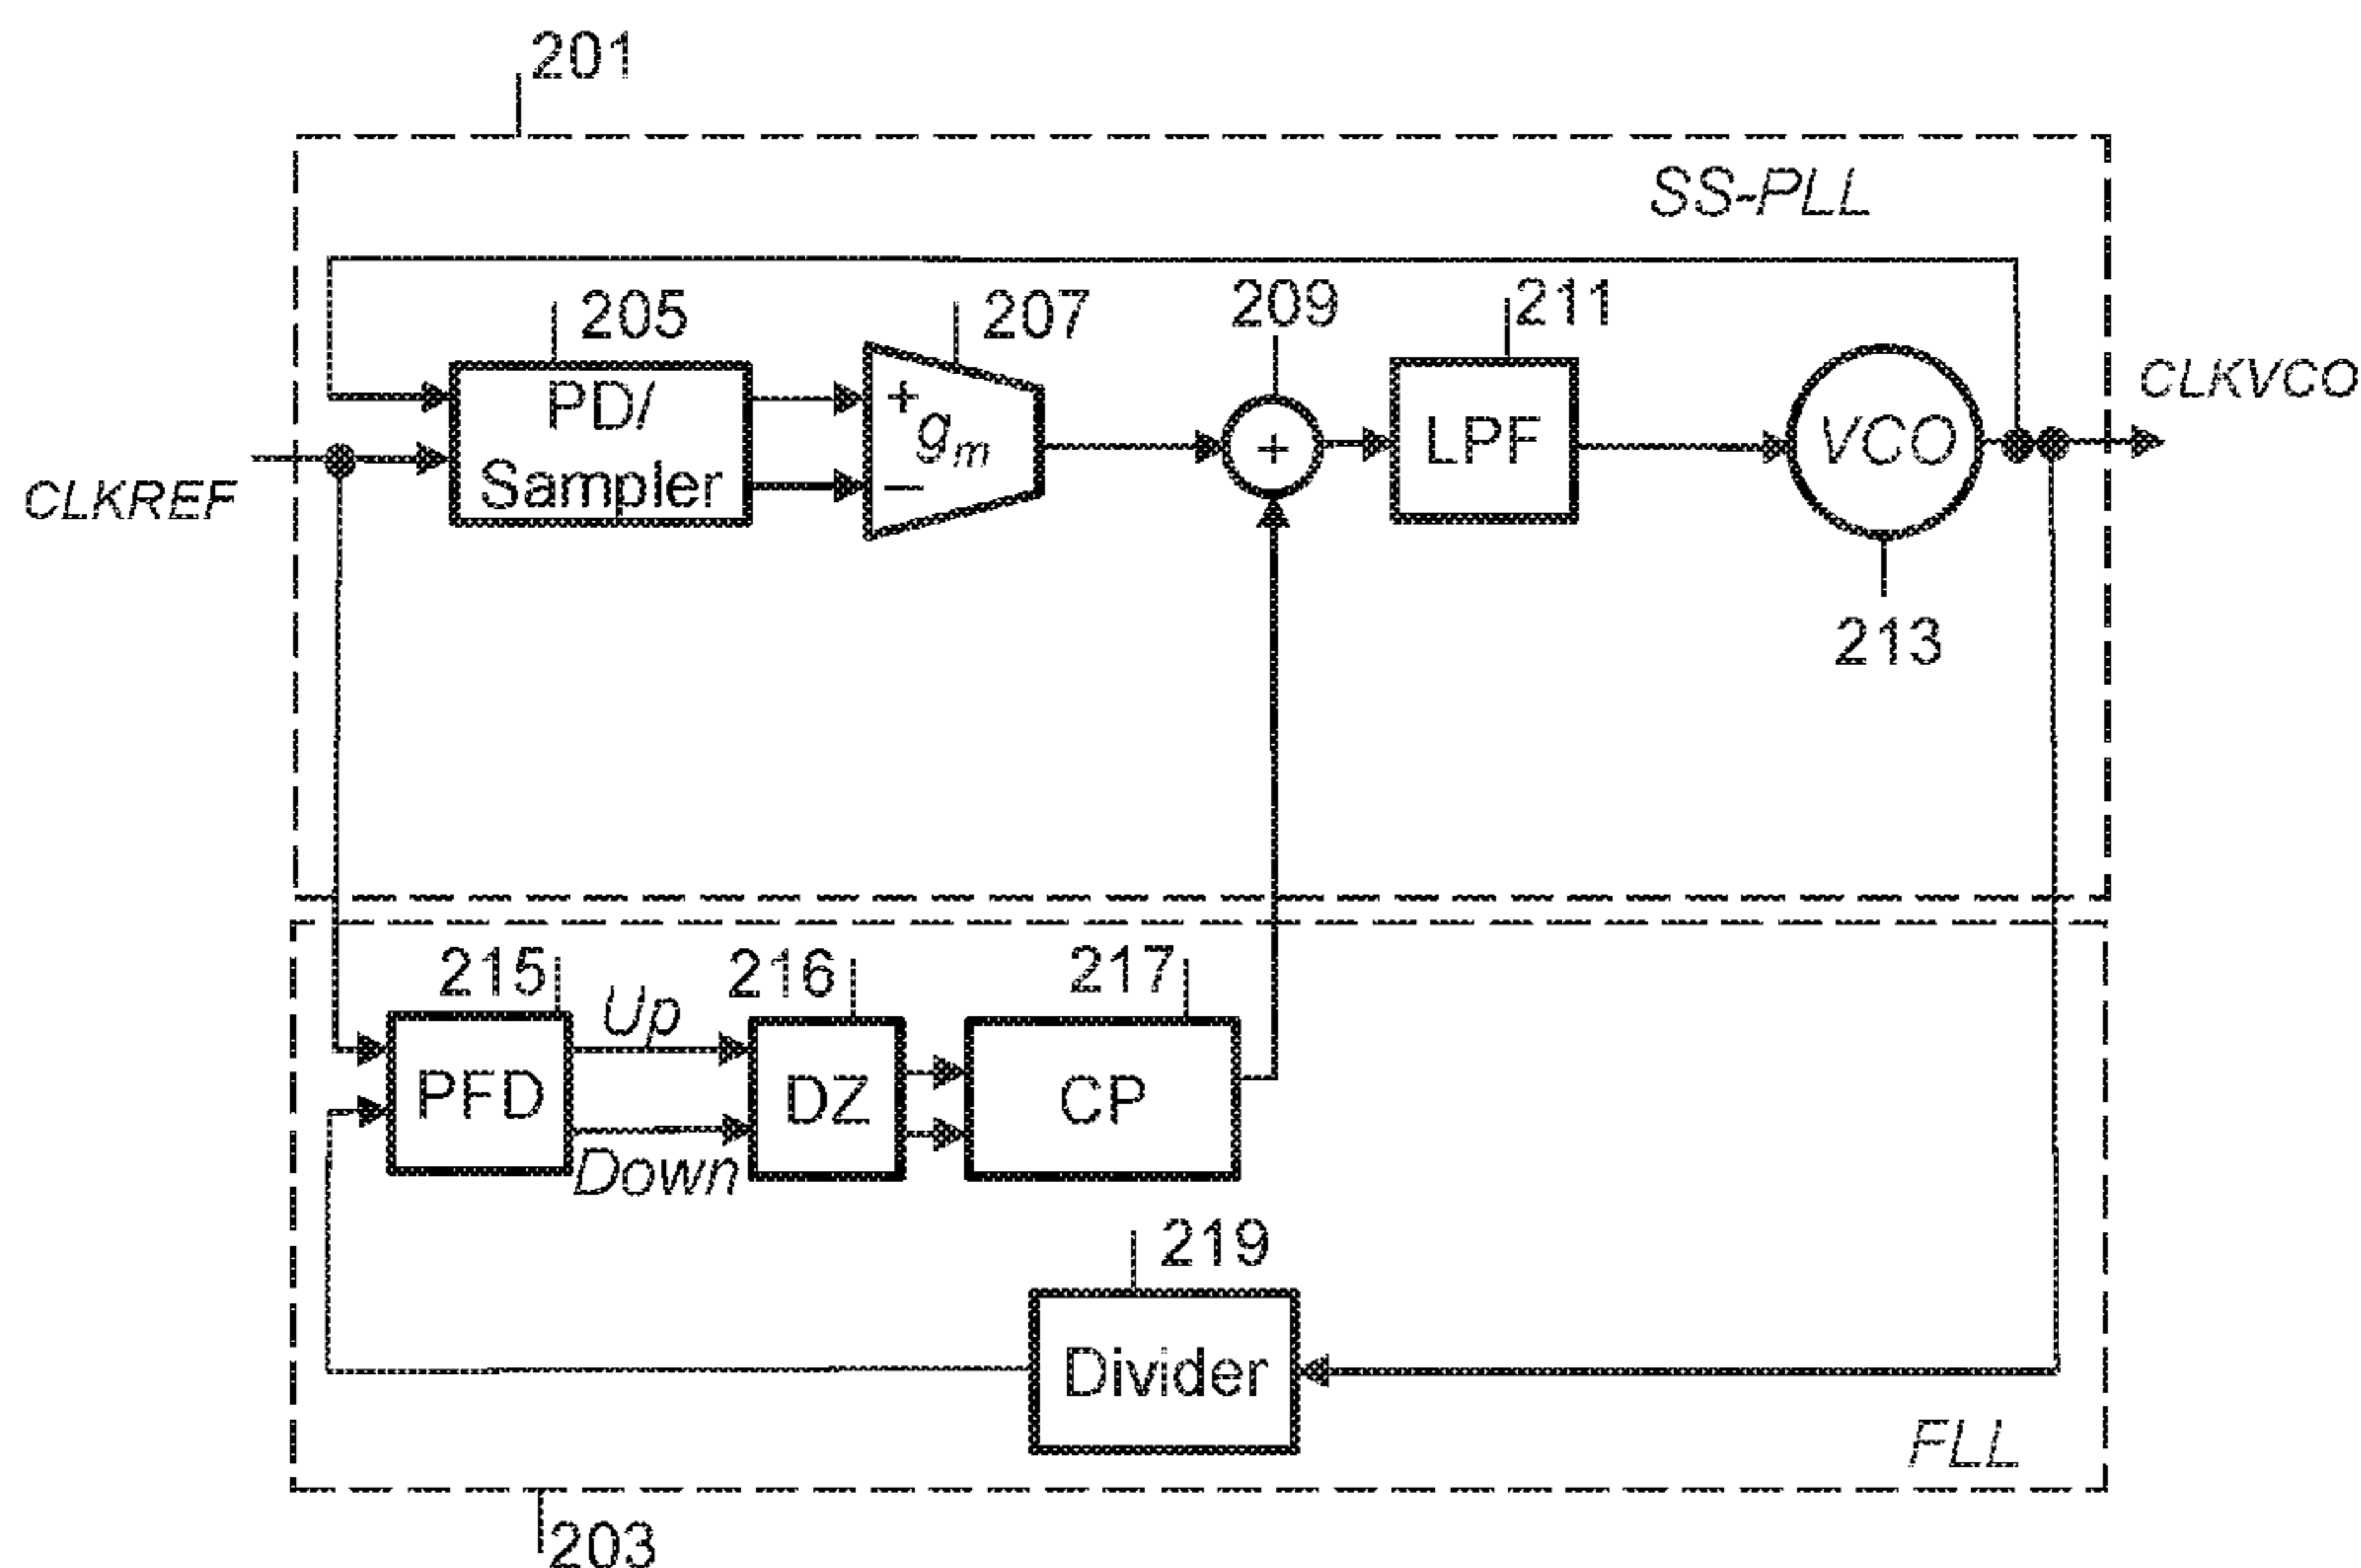 201
SS-PLL
205
207
209
211
CLKVCO
PD/
Sampler
+
gm
−
+
LPF
VCO
CLKREF
213
215
Up
216
217
PFD
DZ
CP
Down
219
Divider
FLL
203